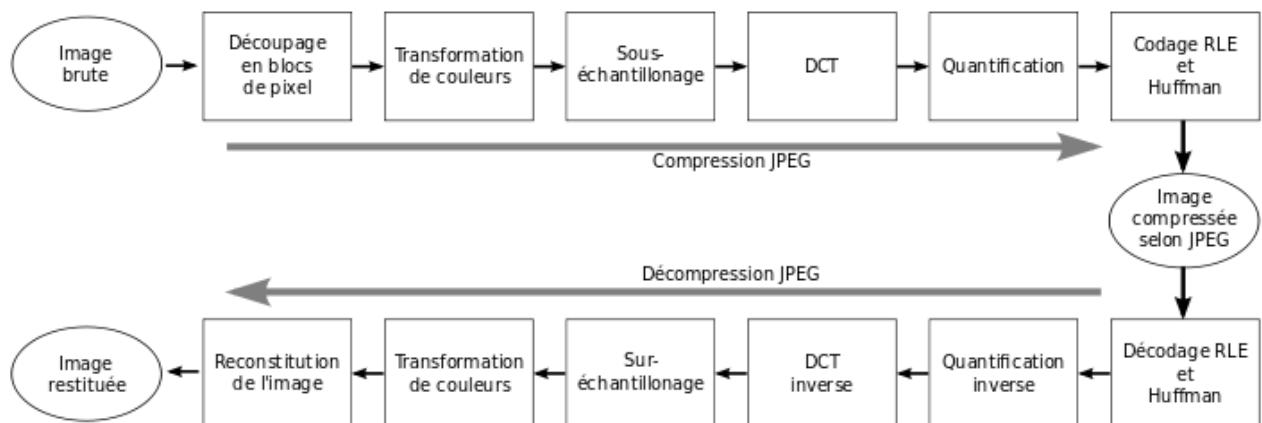 Image
brute
Découpage
en blocs
de pixel
Transformation
de couleurs
Sous-
échantillonage
DCT
Quantification
Codage RLE
et
Huffman
Compression JPEG
Image
compressée
selon JPEG
Décompression JPEG
Image
restituée
Reconstitution
de l'image
Transformation
de couleurs
Sur-
échantillonage
DCT
inverse
Quantification
inverse
Décodage RLE
et
Huffman